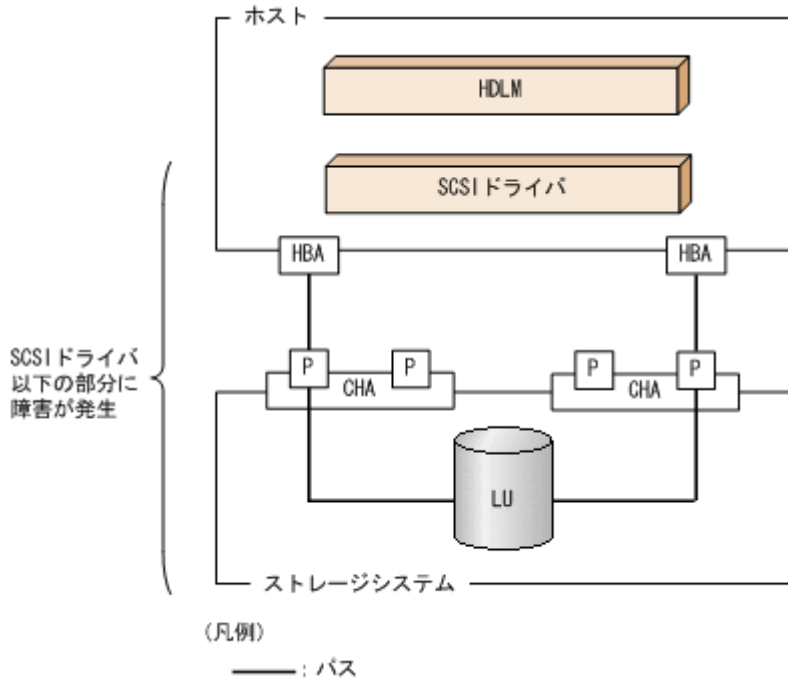 ホスト
HDLM
SCSIドライバ
HBA
HBA
SCSIドライバ
以下の部分に
障害が発生
P
P
P
P
CHA
CHA
LU
ストレージシステム
(凡例)
: パス